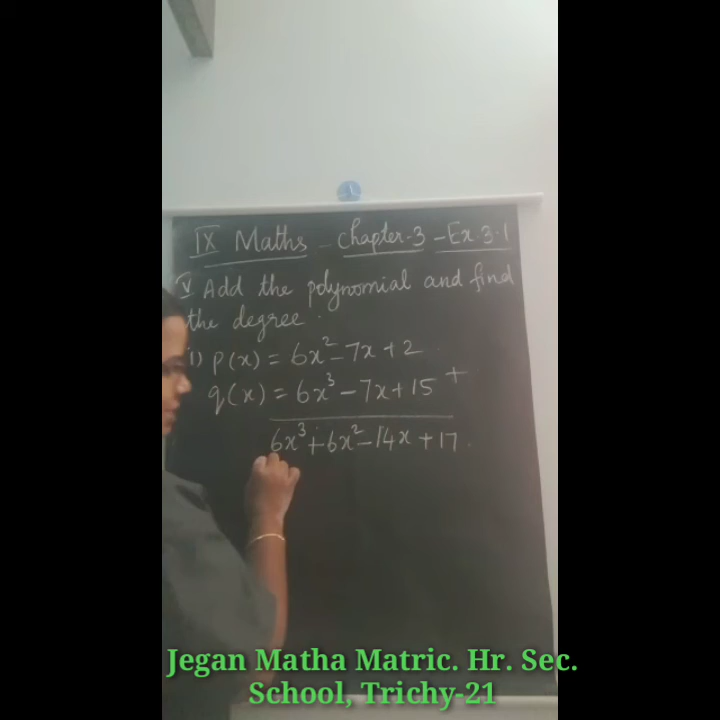 IX Maths - Chapter-3 - Ex.3.1
V Add the polynomial and find
the degree.
i) p(x) = 6x² - 7x + 2
q(x) = 6x³ - 7x + 15 +
6x³ + 6x² - 14x + 17.
Jegan Matha Matric. Hr. Sec.
School, Trichy-21